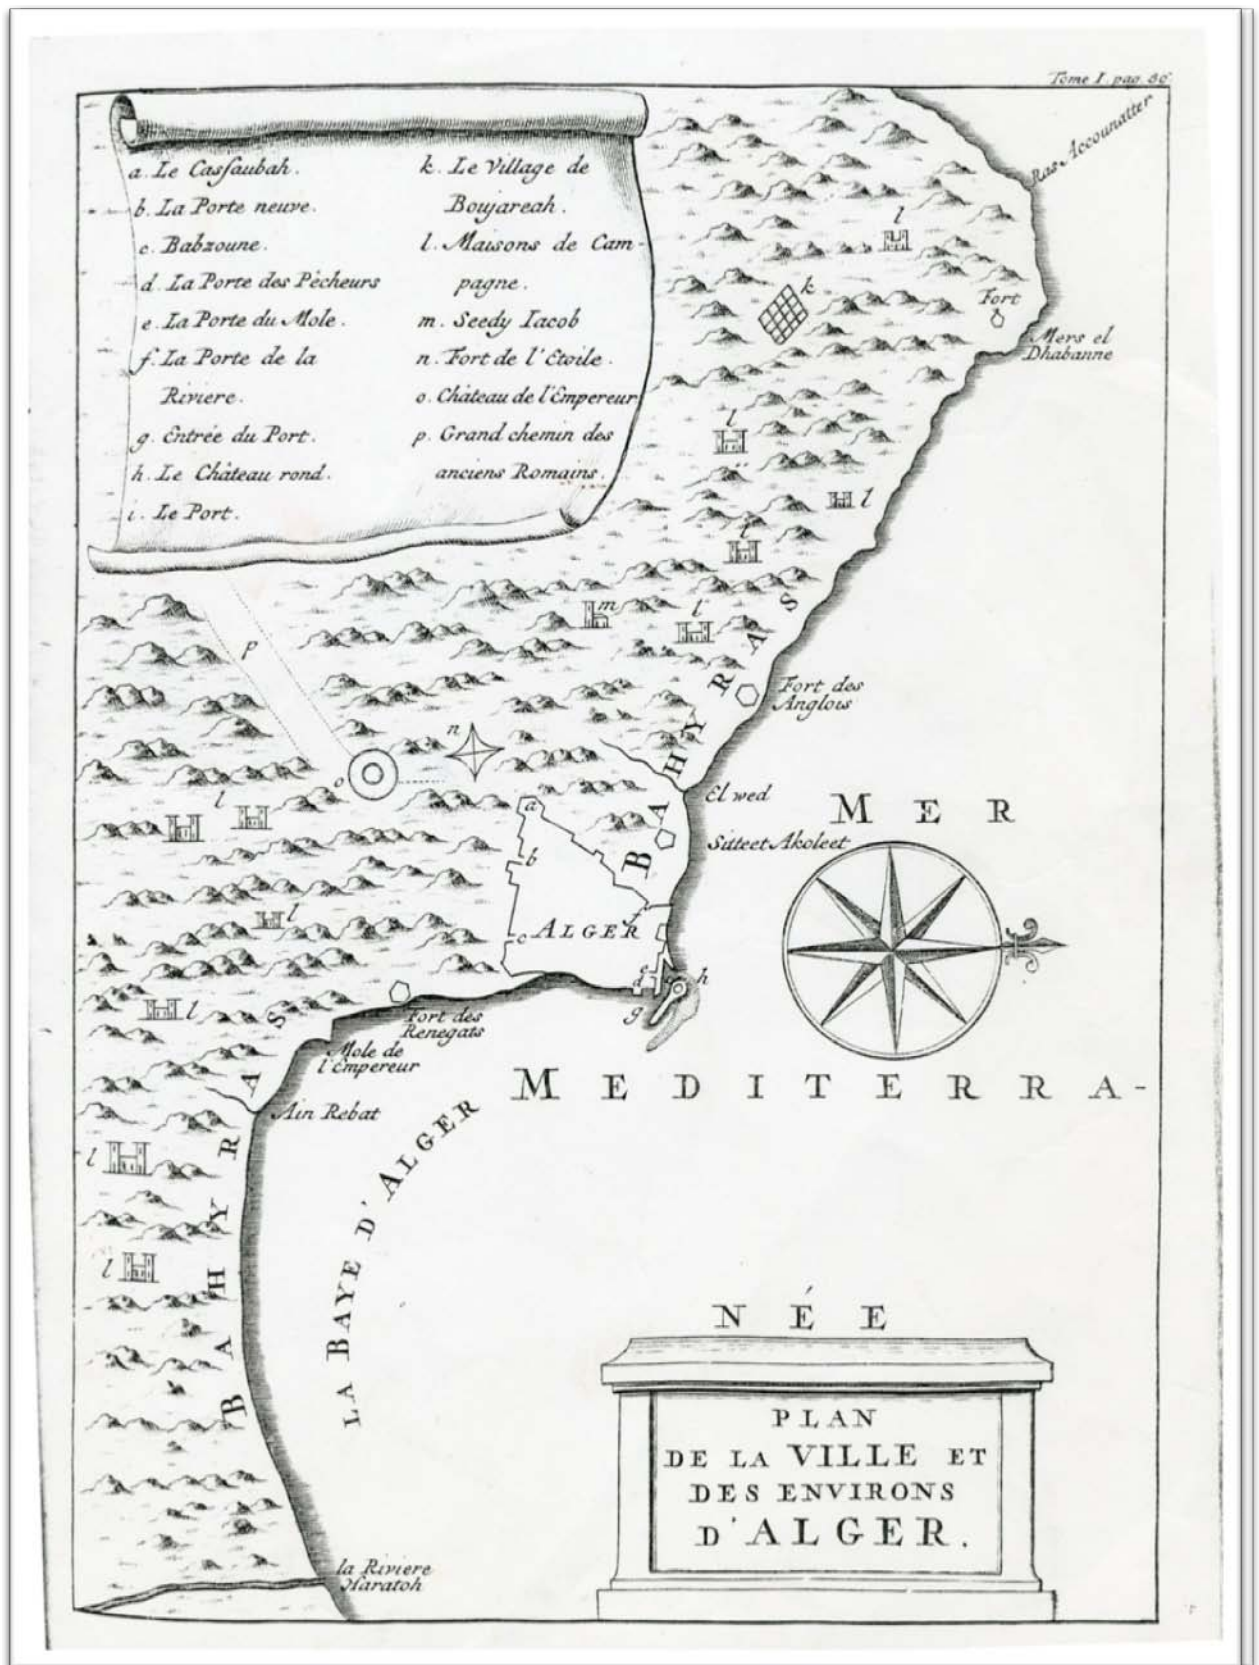 Tome I. pag. 86
a. Le Cassaubah.
b. La Porte neuve.
c. Babzoune.
d. La Porte des Pêcheurs
e. La Porte du Mole.
f. La Porte de la
Riviere.
g. Entrée du Port.
h. Le Château rond.
i. Le Port.
k. Le Village de
Boujareah.
l. Maisons de Cam-
pagne.
m. Seedy Iacob
n. Fort de l'Etoile.
o. Château de l'Empereur
p. Grand chemin des
anciens Romains.
Ras Accounatter
l
k
Fort
Mers el
Dhabanne
l
l
l
m
l
p
BAHYRAS
Fort des
Anglois
n
o
El wed
l
a
MER
Sitteet Akoleet
b
l
f
c
ALGER
e
d
h
g
l
Fort des
Renegats
Mole de
l'Empereur
MEDITERRA-
Ain Rebat
LA BAYE D'ALGER
l
BAHYRAS
l
NÉE
PLAN
DE LA VILLE ET
DES ENVIRONS
D'ALGER.
la Riviere
Haratoh